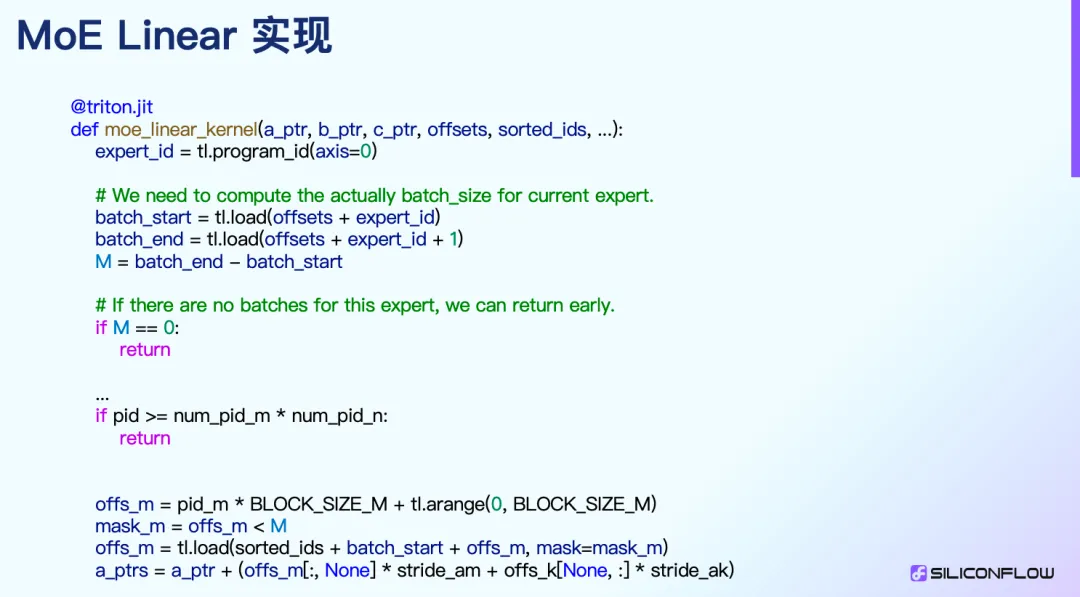 MoE Linear 实现
@triton.jit
def moe_linear_kernel(a_ptr, b_ptr, c_ptr, offsets, sorted_ids, ...):
    expert_id = tl.program_id(axis=0)

    # We need to compute the actually batch_size for current expert.
    batch_start = tl.load(offsets + expert_id)
    batch_end = tl.load(offsets + expert_id + 1)
    M = batch_end - batch_start

    # If there are no batches for this expert, we can return early.
    if M == 0:
        return

    ...
    if pid >= num_pid_m * num_pid_n:
        return

    offs_m = pid_m * BLOCK_SIZE_M + tl.arange(0, BLOCK_SIZE_M)
    mask_m = offs_m < M
    offs_m = tl.load(sorted_ids + batch_start + offs_m, mask=mask_m)
    a_ptrs = a_ptr + (offs_m[:, None] * stride_am + offs_k[None, :] * stride_ak)
SILICONFLOW